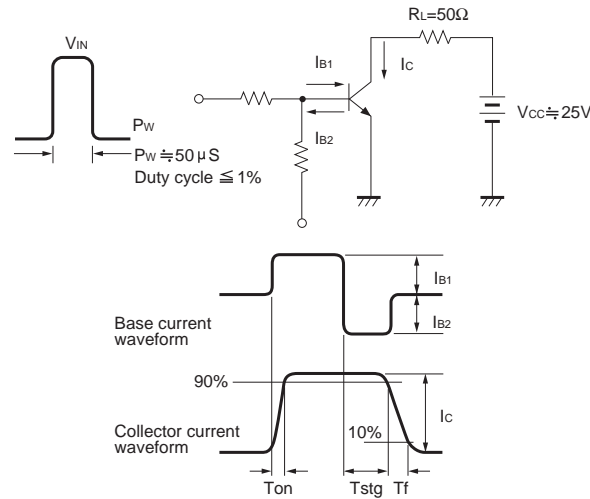 RL=50Ω
VIN
IB1
IC
PW
IB2
VCC≒25V
PW≒50μS
Duty cycle ≦ 1%
IB1
IB2
Base current
waveform
90%
IC
10%
Collector current
waveform
Ton
Tstg
Tf